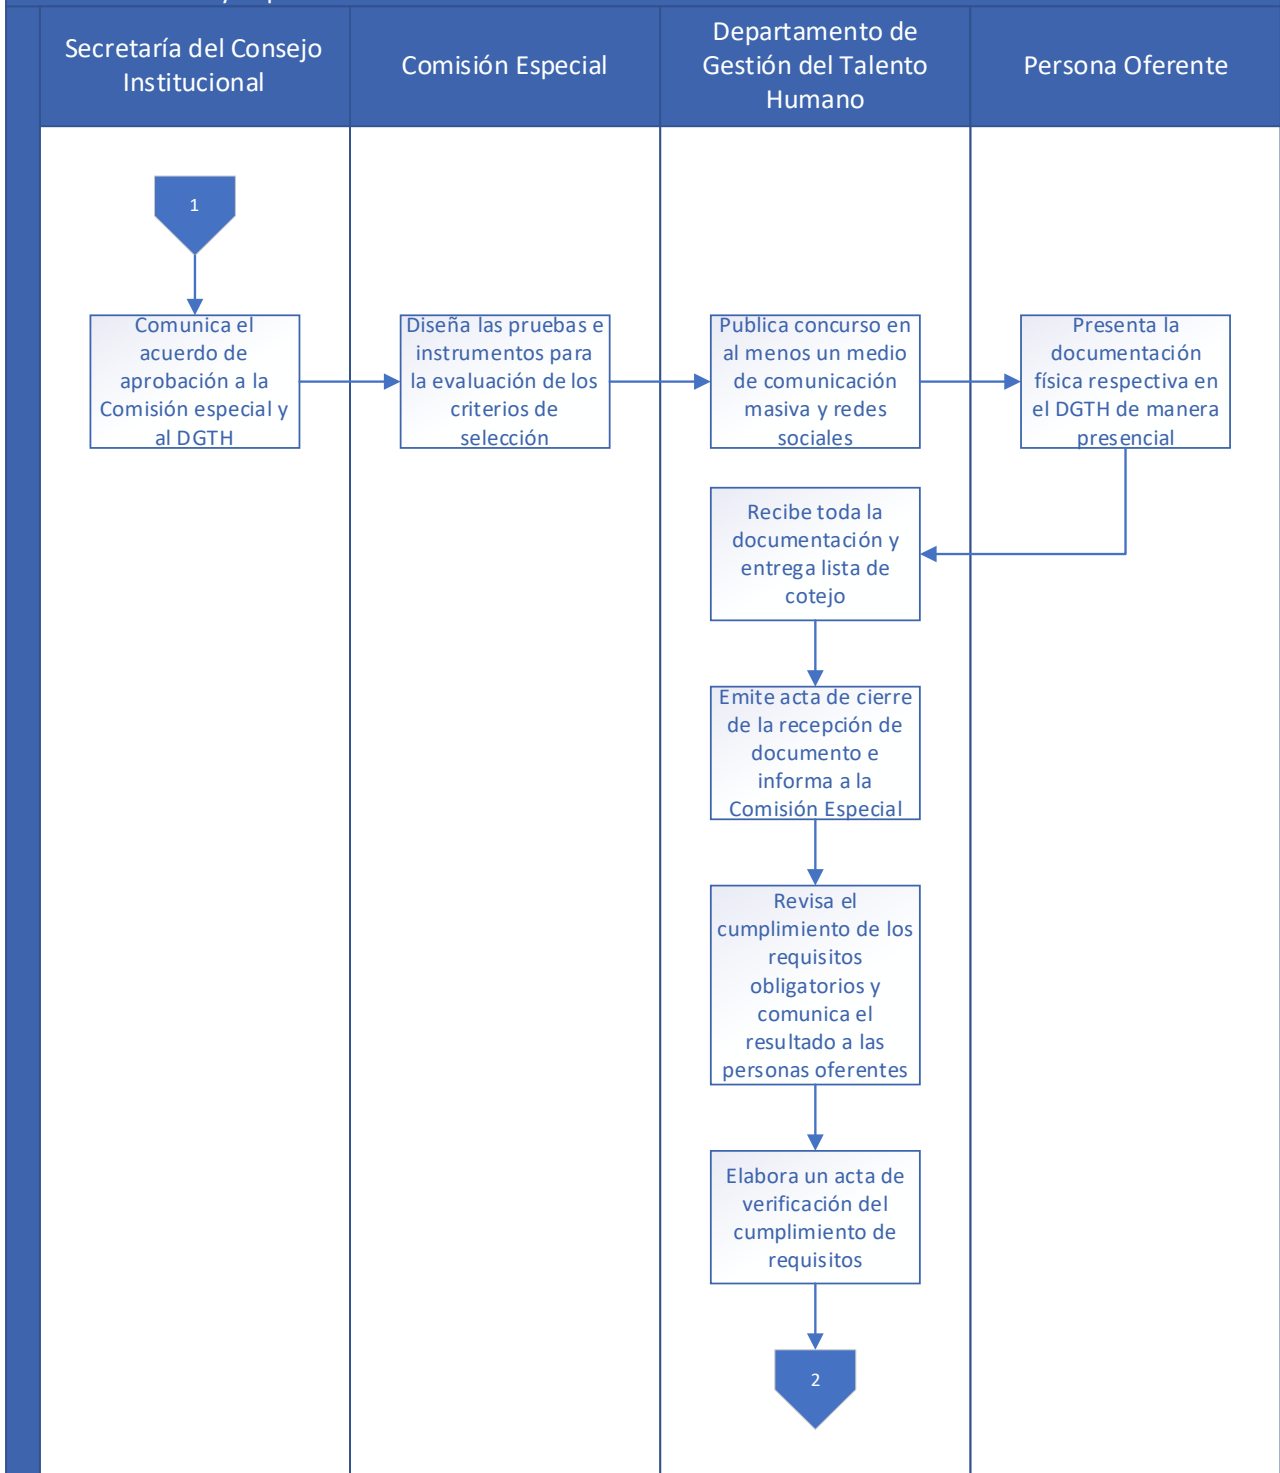 Secretaría del Consejo
Institucional
Comisión Especial
Departamento de
Gestión del Talento
Humano
Persona Oferente
1
Comunica el
acuerdo de
aprobación a la
Comisión especial y
al DGTH
Diseña las pruebas e
instrumentos para
la evaluación de los
criterios de
selección
Publica concurso en
al menos un medio
de comunicación
masiva y redes
sociales
Presenta la
documentación
física respectiva en
el DGTH de manera
presencial
Recibe toda la
documentación y
entrega lista de
cotejo
Emite acta de cierre
de la recepción de
documento e
informa a la
Comisión Especial
Revisa el
cumplimiento de los
requisitos
obligatorios y
comunica el
resultado a las
personas oferentes
Elabora un acta de
verificación del
cumplimiento de
requisitos
2